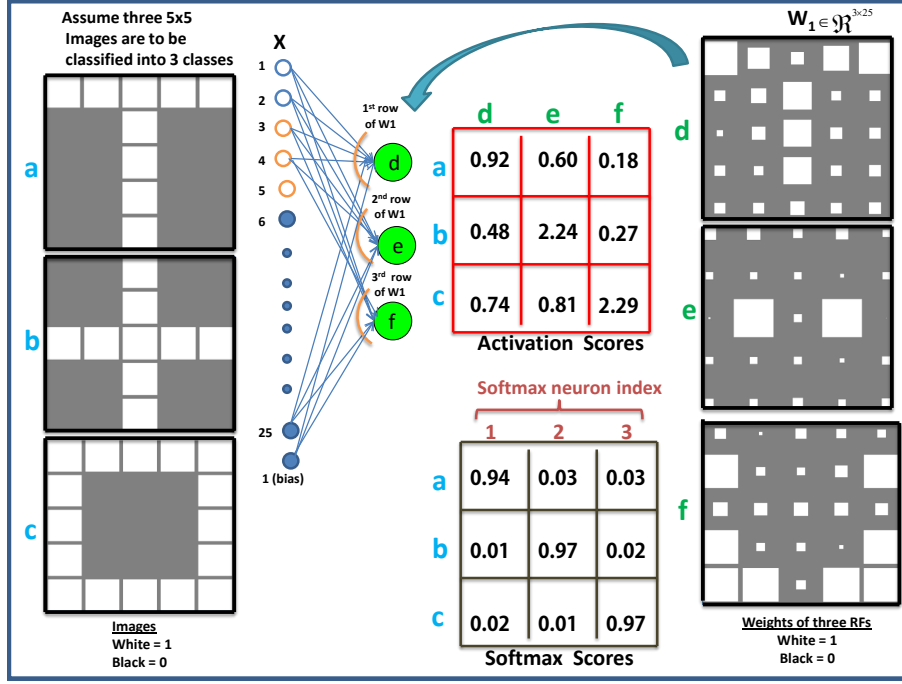 Assume three 5x5
Images are to be
classified into 3 classes
a
b
c
Images
White = 1
Black = 0
X
1
2
3
4
5
6
25
1 (bias)
1st row
of W1
d
2nd row
of W1
e
3rd row
of W1
f
d e f
a 0.92 0.60 0.18
b 0.48 2.24 0.27
c 0.74 0.81 2.29
Activation Scores
Softmax neuron index
1 2 3
a 0.94 0.03 0.03
b 0.01 0.97 0.02
c 0.02 0.01 0.97
Softmax Scores
W₁ ∈ ℜ³ˣ²⁵
d
e
f
Weights of three RFs
White = 1
Black = 0